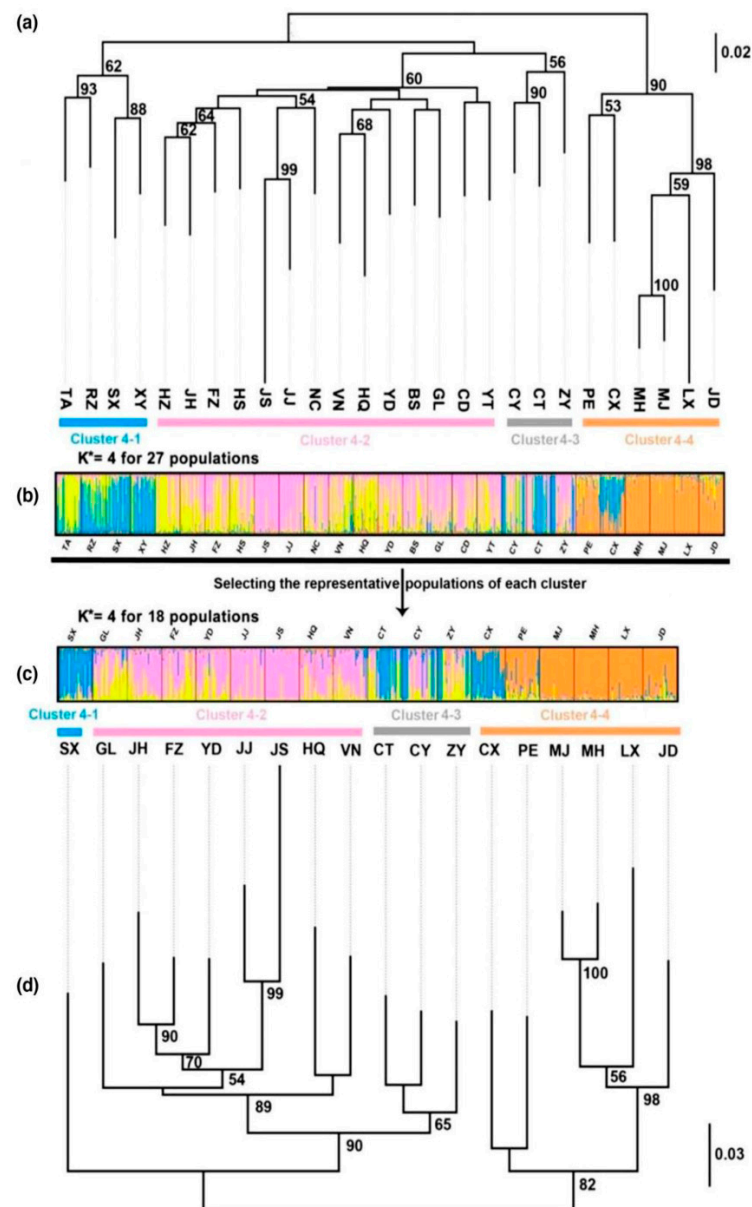 (a)
0.02
62
93
88
56
60
90
54
64
62
68
99
90
53
98
59
100
TA RZ SX XY HZ JH FZ HS JS JJ NC VN HQ YD BS GL CD YT CY CT ZY PE CX MH MJ LX JD
Cluster 4-1 Cluster 4-2 Cluster4-3 Cluster 4-4
K*= 4 for 27 populations
(b)
TA RZ SX XY HZ JH FZ HS JS JJ NC VN HQ YD BS GL CD YT CY CT ZY PE CX MH MJ LX JD
Selecting the representative populations of each cluster
K*= 4 for 18 populations
SX GL JH FZ YD JJ JS HQ VN CT CY ZY CX PE MJ MH LX JD
(c)
Cluster 4-1 Cluster 4-2 Cluster 4-3 Cluster 4-4
SX GL JH FZ YD JJ JS HQ VN CT CY ZY CX PE MJ MH LX JD
(d)
100
99
90
70
54
56
98
89
65
90
0.03
82